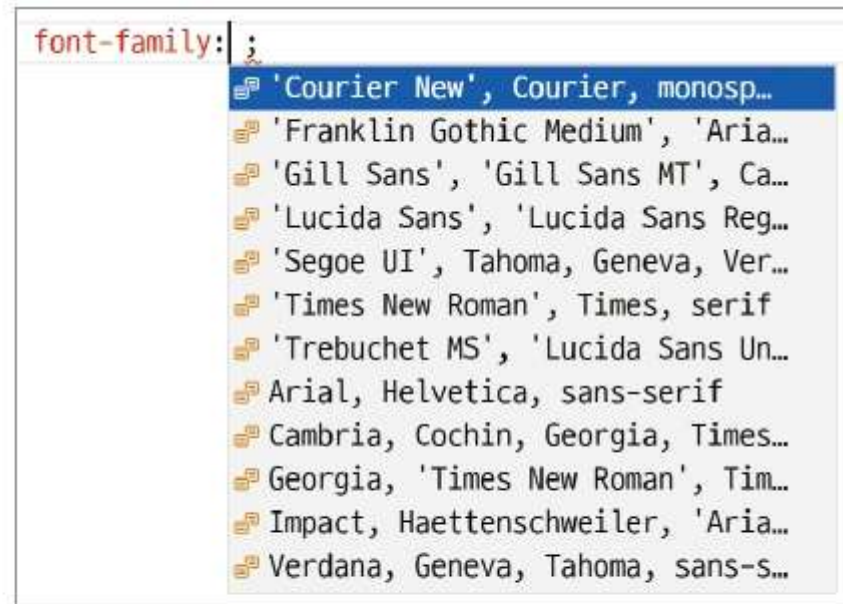 font-family: ;
'Courier New', Courier, monosp…
'Franklin Gothic Medium', 'Aria…
'Gill Sans', 'Gill Sans MT', Ca…
'Lucida Sans', 'Lucida Sans Reg…
'Segoe UI', Tahoma, Geneva, Ver…
'Times New Roman', Times, serif
'Trebuchet MS', 'Lucida Sans Un…
Arial, Helvetica, sans-serif
Cambria, Cochin, Georgia, Times…
Georgia, 'Times New Roman', Tim…
Impact, Haettenschweiler, 'Aria…
Verdana, Geneva, Tahoma, sans-s…